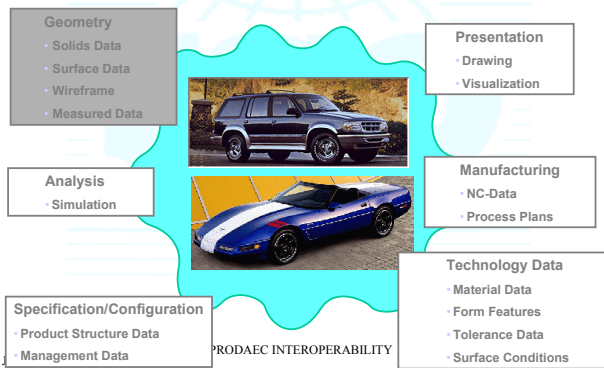 Geometry
• Solids Data
• Surface Data
• Wireframe
• Measured Data
Presentation
• Drawing
• Visualization
Analysis
• Simulation
Manufacturing
• NC-Data
• Process Plans
Technology Data
• Material Data
• Form Features
• Tolerance Data
• Surface Conditions
Specification/Configuration
• Product Structure Data
• Management Data
PRODAEC INTEROPERABILITY